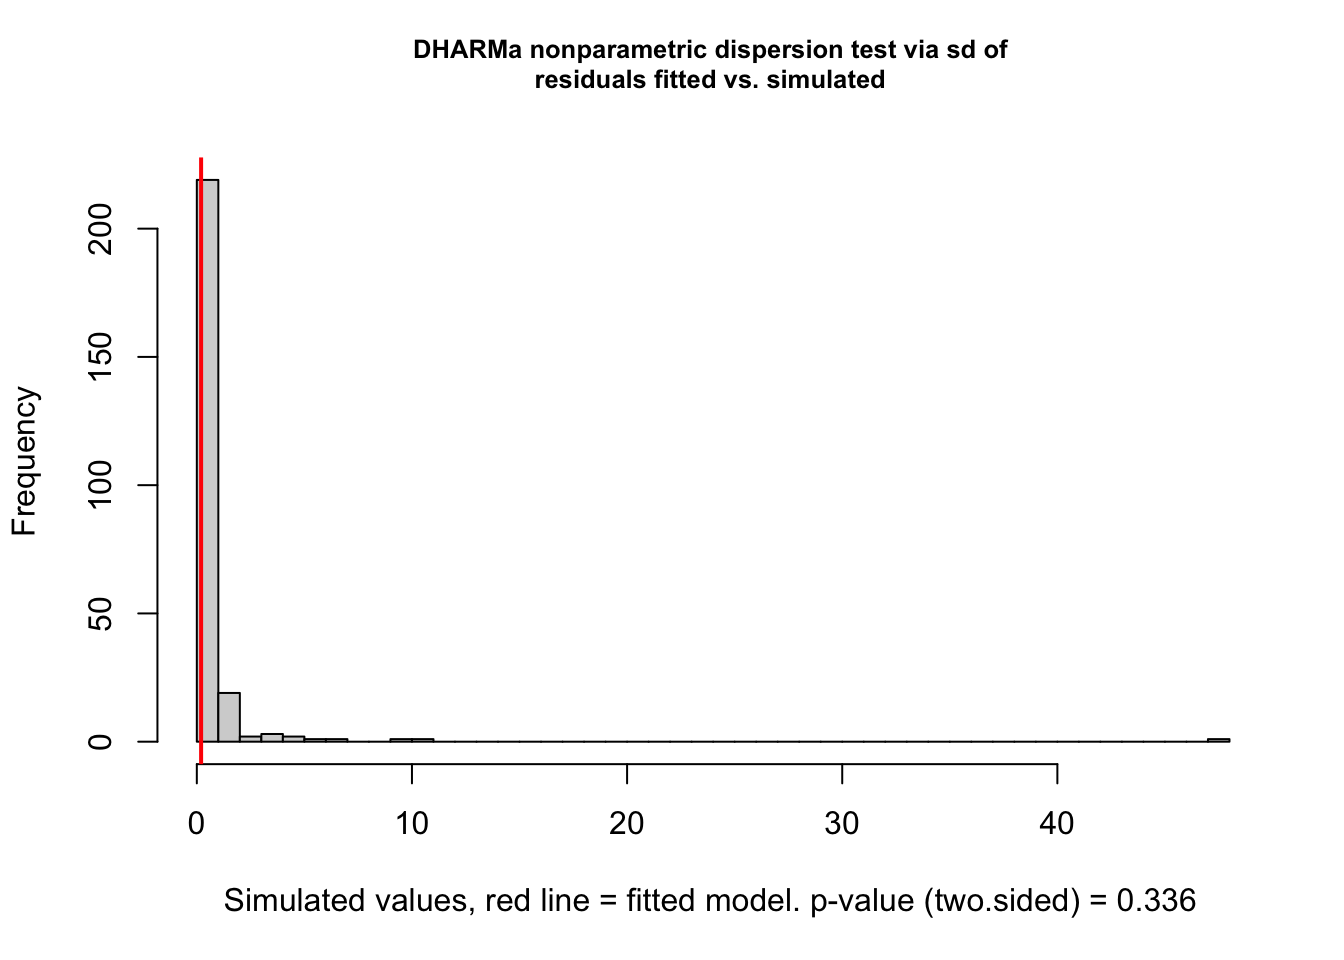 DHARMa nonparametric dispersion test via sd of
residuals fitted vs. simulated
Frequency
200
150
100
50
0
0 10 20 30 40
Simulated values, red line = fitted model. p-value (two.sided) = 0.336